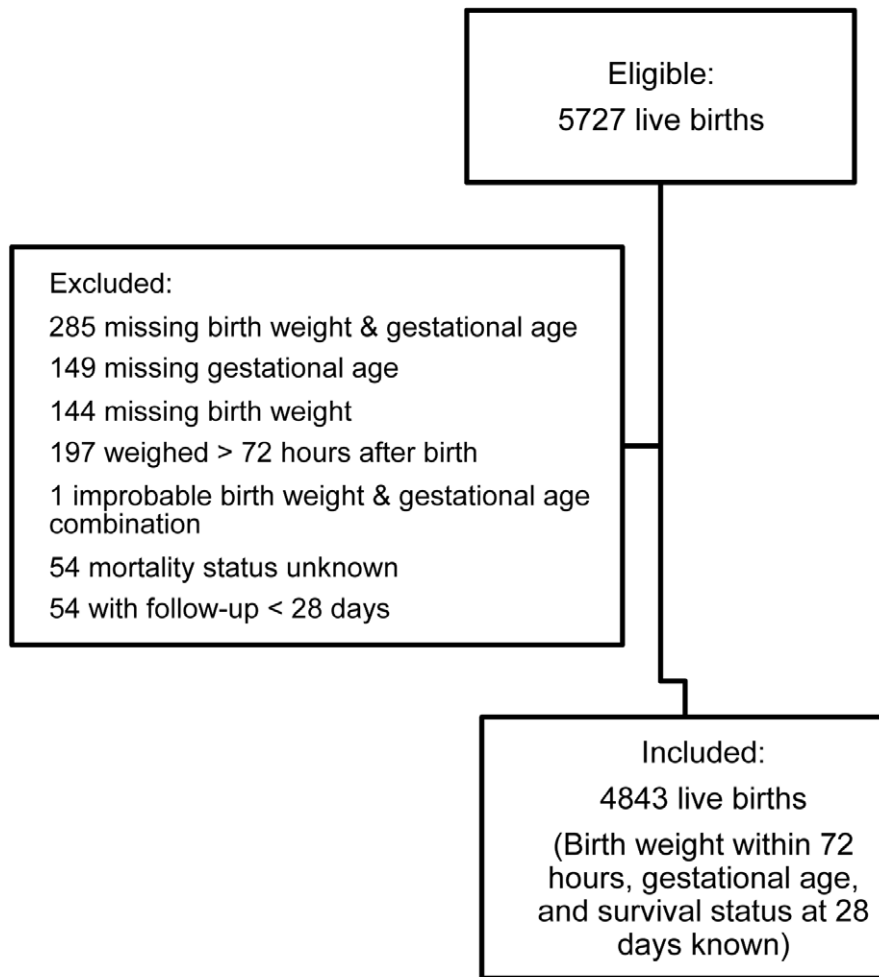 Eligible:
5727 live births
Excluded:
285 missing birth weight & gestational age
149 missing gestational age
144 missing birth weight
197 weighed > 72 hours after birth
1 improbable birth weight & gestational age
combination
54 mortality status unknown
54 with follow-up < 28 days
Included:
4843 live births
(Birth weight within 72
hours, gestational age,
and survival status at 28
days known)